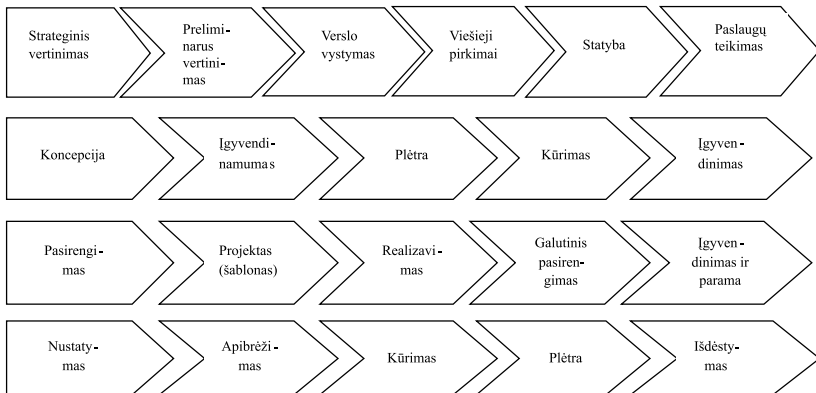 Strateginis
vertinimas
Prelimi-
narus
vertini-
mas
Verslo
vystymas
Viešieji
pirkimai
Statyba
Paslaugų
teikimas
Koncepcija
Įgyvendi-
namumas
Plėtra
Kūrimas
Įgyven-
dinimas
Pasirengi-
mas
Projektas
(šablonas)
Realizavi-
mas
Galutinis
pasiren-
gimas
Įgyven-
dinimas ir
parama
Nustaty-
mas
Apibrėži-
mas
Kūrimas
Plėtra
Išdėsty-
mas